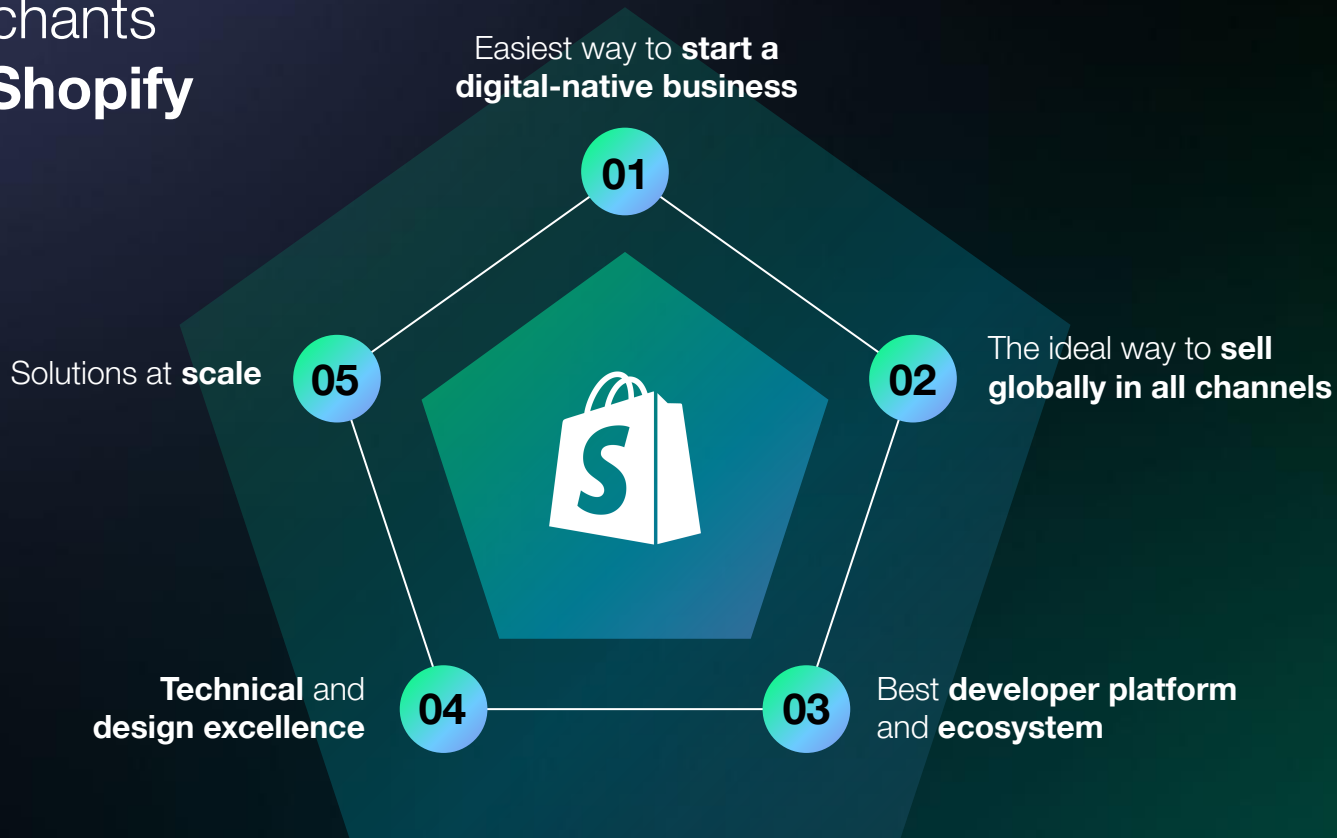 chants
Shopify
Easiest way to start a
digital-native business
01
05
02
Solutions at scale
The ideal way to sell
globally in all channels
S
04
03
Technical and
design excellence
Best developer platform
and ecosystem